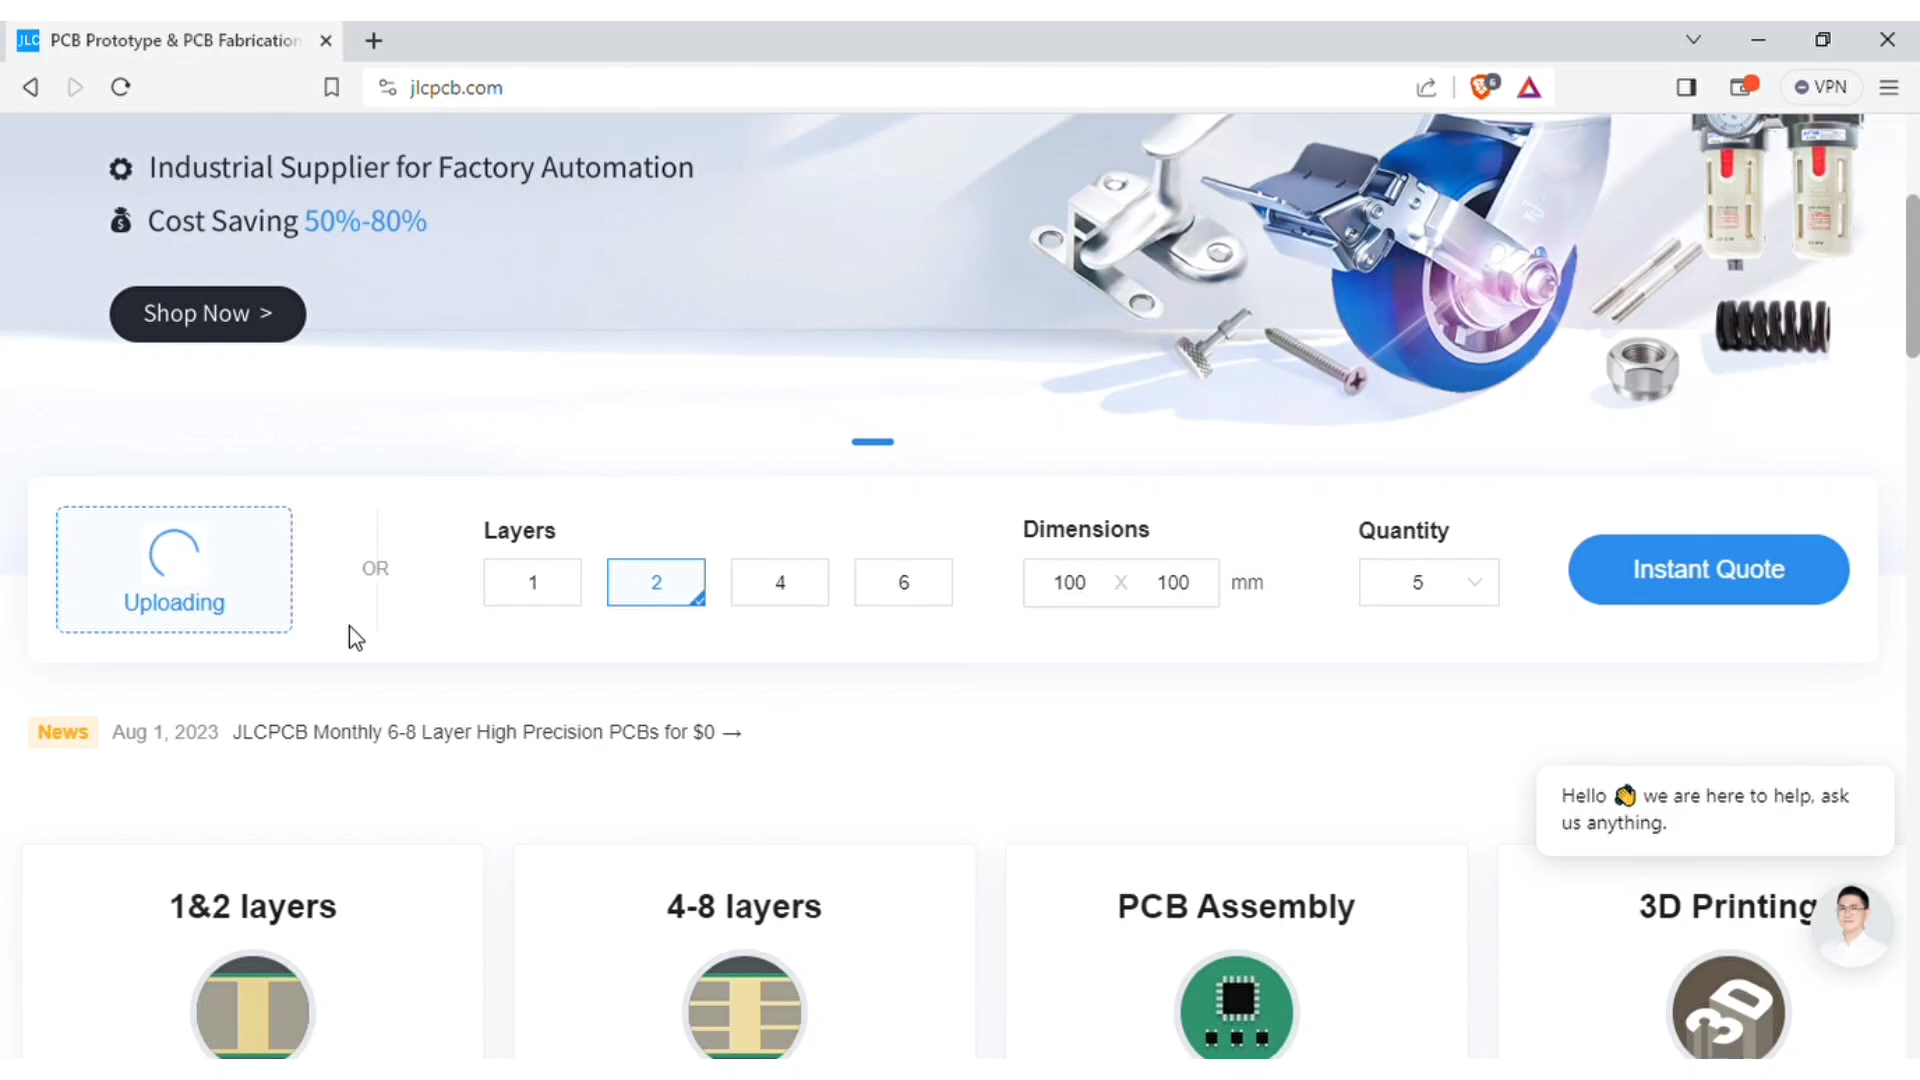 JLC PCB Prototype & PCB Fabrication
jlcpcb.com
6
VPN
Industrial Supplier for Factory Automation
Cost Saving 50%-80%
Shop Now >
Uploading
OR
Layers
1
2
4
6
Dimensions
100 X 100 mm
Quantity
5
Instant Quote
News Aug 1, 2023 JLCPCB Monthly 6-8 Layer High Precision PCBs for $0 →
Hello 👋 we are here to help, ask
us anything.
1&2 layers
4-8 layers
PCB Assembly
3D Printing
3D